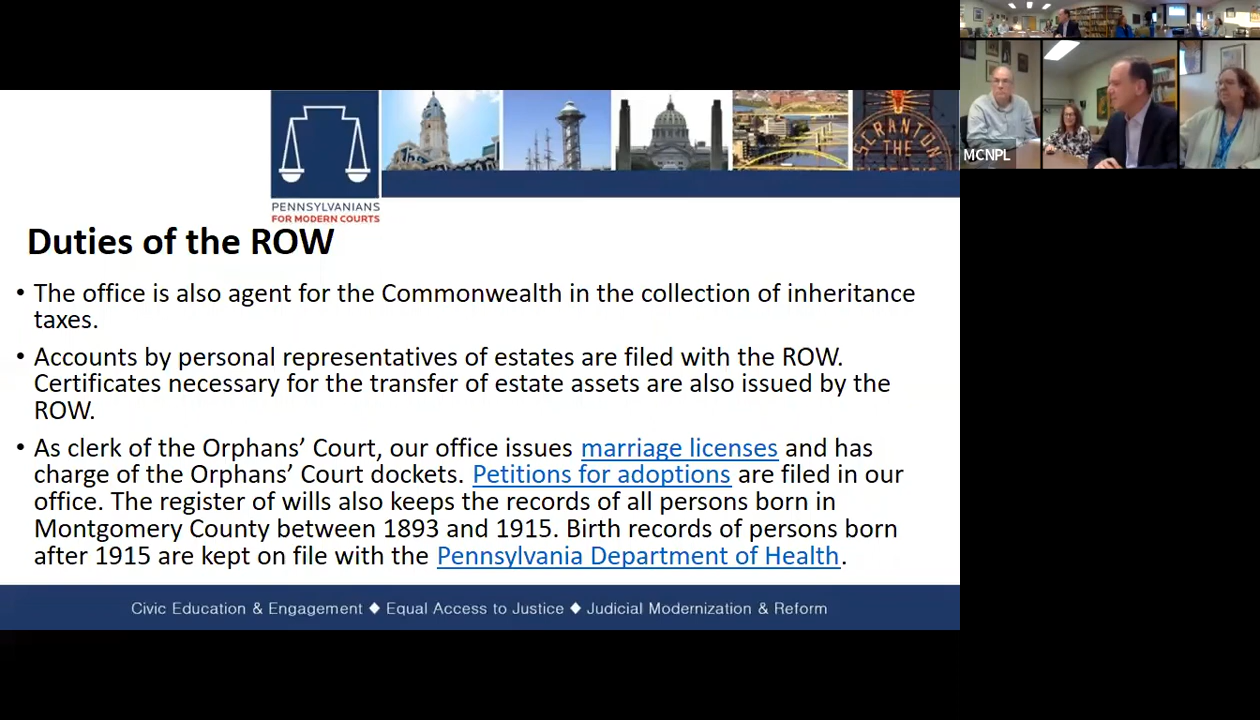 MCNPL
SCRANTON
THE
PENNSYLVANIANS
FOR MODERN COURTS
Duties of the ROW
• The office is also agent for the Commonwealth in the collection of inheritance
taxes.
• Accounts by personal representatives of estates are filed with the ROW.
Certificates necessary for the transfer of estate assets are also issued by the
ROW.
• As clerk of the Orphans’ Court, our office issues marriage licenses and has
charge of the Orphans’ Court dockets. Petitions for adoptions are filed in our
office. The register of wills also keeps the records of all persons born in
Montgomery County between 1893 and 1915. Birth records of persons born
after 1915 are kept on file with the Pennsylvania Department of Health.
Civic Education & Engagement ◆ Equal Access to Justice ◆ Judicial Modernization & Reform